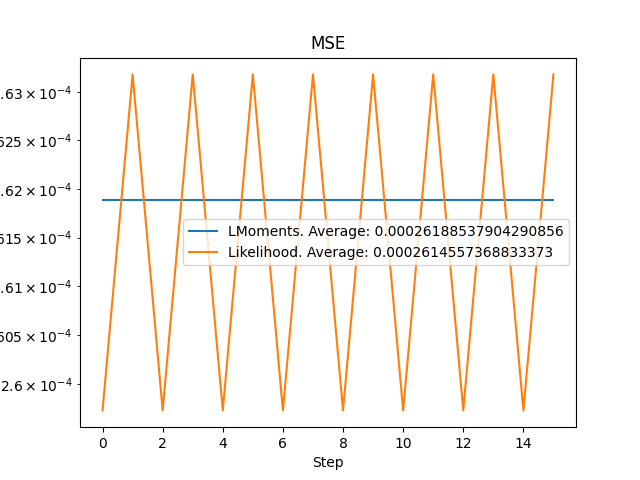 MSE
.63 × 10⁻⁴
625 × 10⁻⁴
.62 × 10⁻⁴
615 × 10⁻⁴
.61 × 10⁻⁴
605 × 10⁻⁴
2.6 × 10⁻⁴
LMoments. Average: 0.00026188537904290856
Likelihood. Average: 0.0002614557368833373
0 2 4 6 8 10 12 14
Step